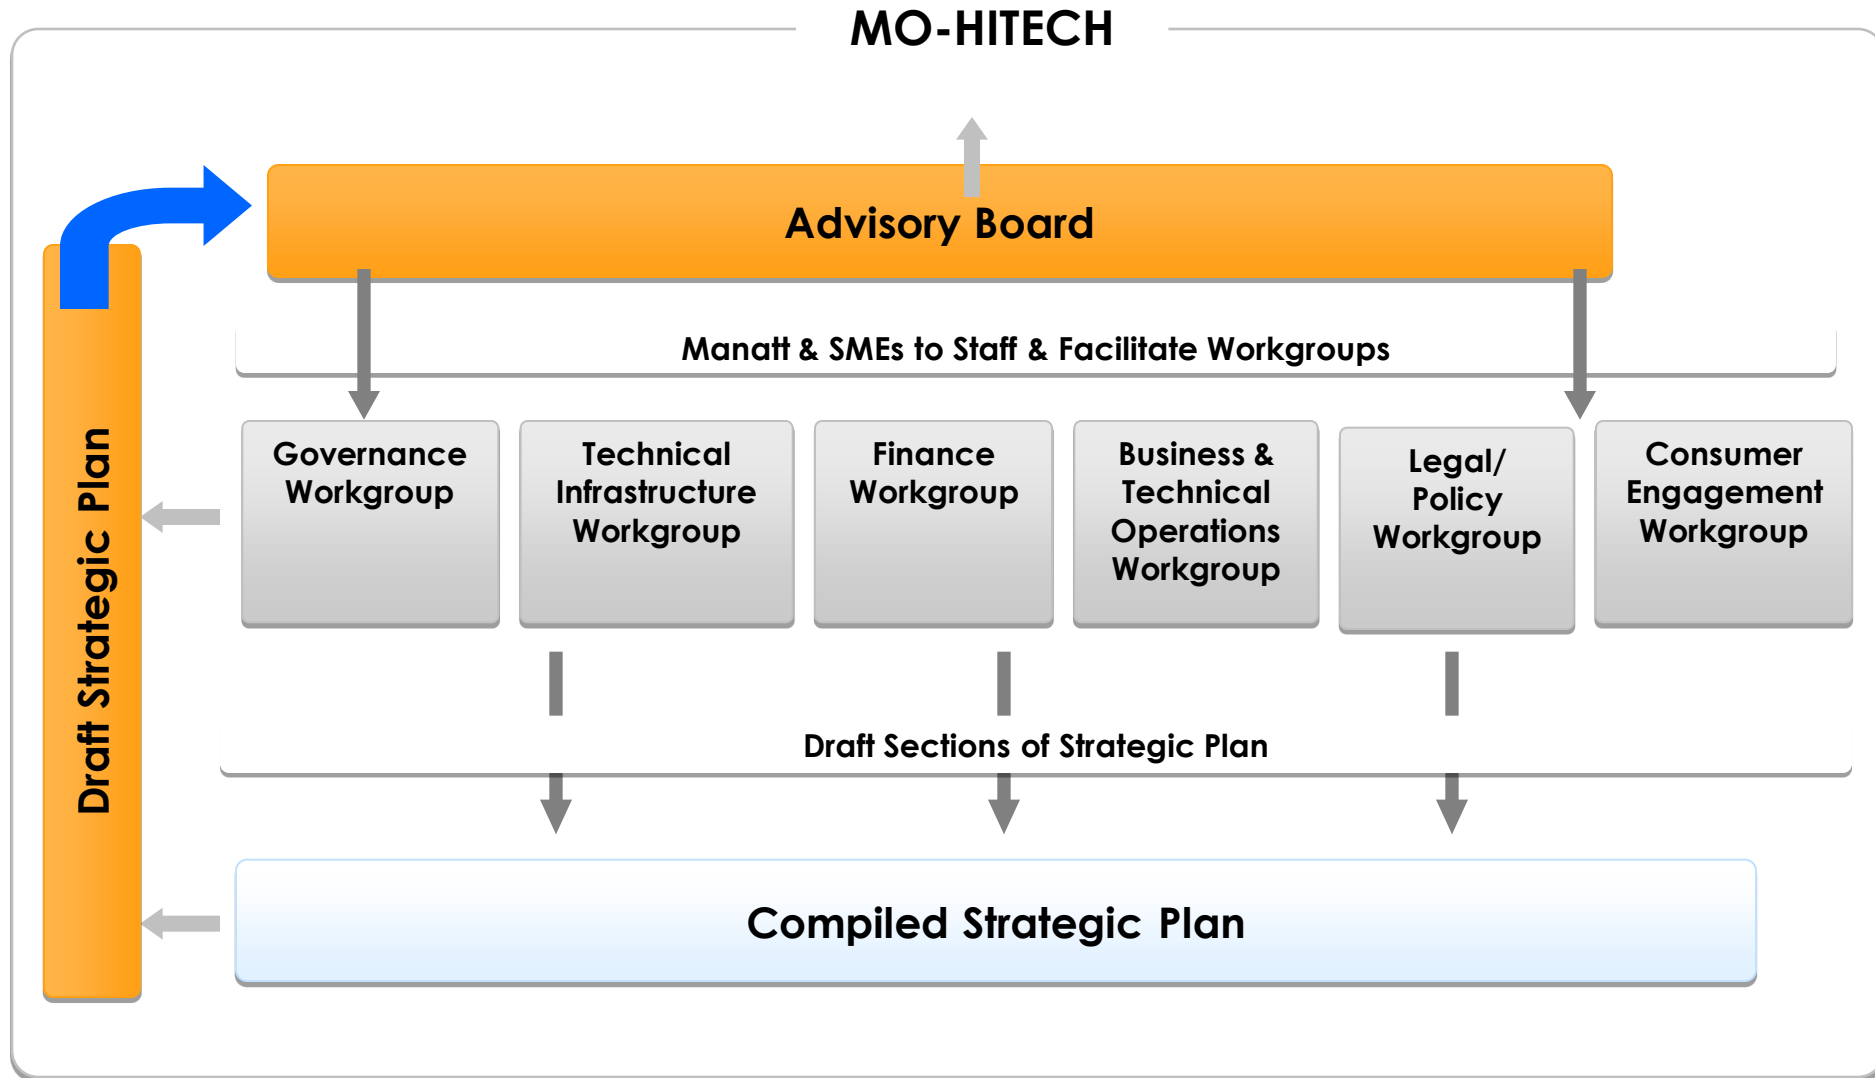 MO-HITECH
Advisory Board
Manatt & SMEs to Staff & Facilitate Workgroups
Governance
Workgroup
Technical
Infrastructure
Workgroup
Finance
Workgroup
Business &
Technical
Operations
Workgroup
Legal/
Policy
Workgroup
Consumer
Engagement
Workgroup
Draft Strategic Plan
Draft Sections of Strategic Plan
Compiled Strategic Plan